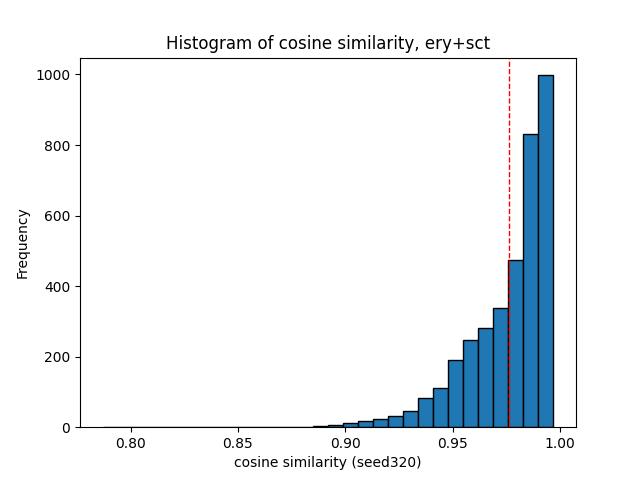 Histogram of cosine similarity, ery+sct
1000
800
600
400
200
0
Frequency
0.80 0.85 0.90 0.95 1.00
cosine similarity (seed320)